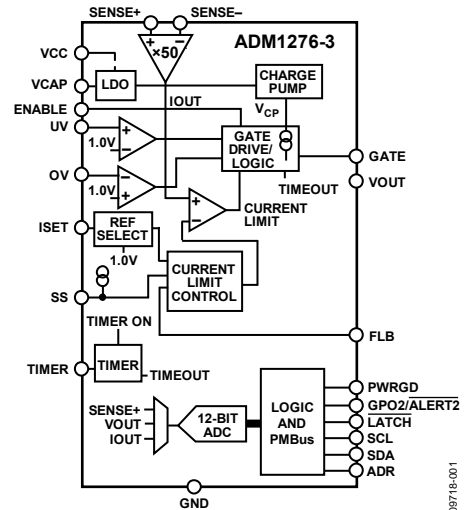 SENSE+ SENSE–
ADM1276-3
+ –
×50
VCC
VCAP
LDO
CHARGE
PUMP
IOUT
VCP
ENABLE
UV
+
–
1.0V
GATE
DRIVE/
LOGIC
GATE
TIMEOUT
VOUT
OV
–
+
1.0V
+
–
CURRENT
LIMIT
ISET
REF
SELECT
1.0V
CURRENT
LIMIT
CONTROL
SS
FLB
TIMER ON
TIMER
TIMER
TIMEOUT
SENSE+
VOUT
IOUT
12-BIT
ADC
LOGIC
AND
PMBus
PWRGD
GPO2/ALERT2
LATCH
SCL
SDA
ADR
GND
09718-001